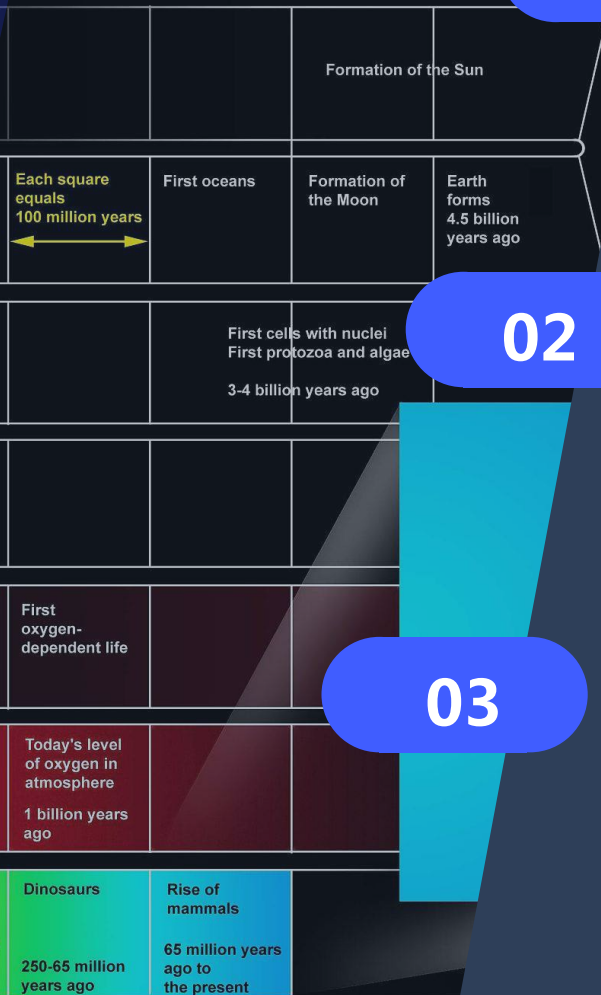 Formation of the Sun
Each square
equals
100 million years
First oceans
Formation of
the Moon
Earth
forms
4.5 billion
years ago
First cells with nuclei
First protozoa and algae
3-4 billion years ago
02
First
oxygen-
dependent life
03
Today's level
of oxygen in
atmosphere
1 billion years
ago
Dinosaurs
250-65 million
years ago
Rise of
mammals
65 million years
ago to
the present